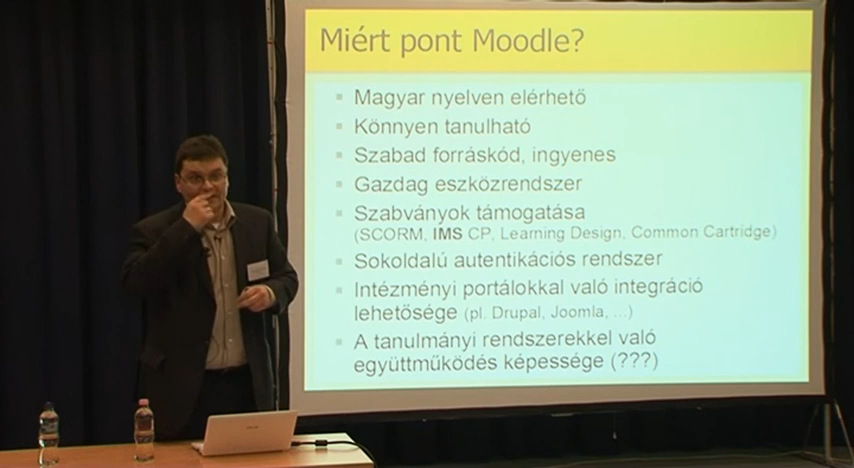 Miért pont Moodle?
Magyar nyelven elérhető
Könnyen tanulható
Szabad forráskód, ingyenes
Gazdag eszközrendszer
Szabványok támogatása
(SCORM, IMS CP, Learning Design, Common Cartridge)
Sokoldalú autentikációs rendszer
Intézményi portálokkal való integráció
lehetősége (pl. Drupal, Joomla, ...)
A tanulmányi rendszerekkel való
együttműködés képessége (???)